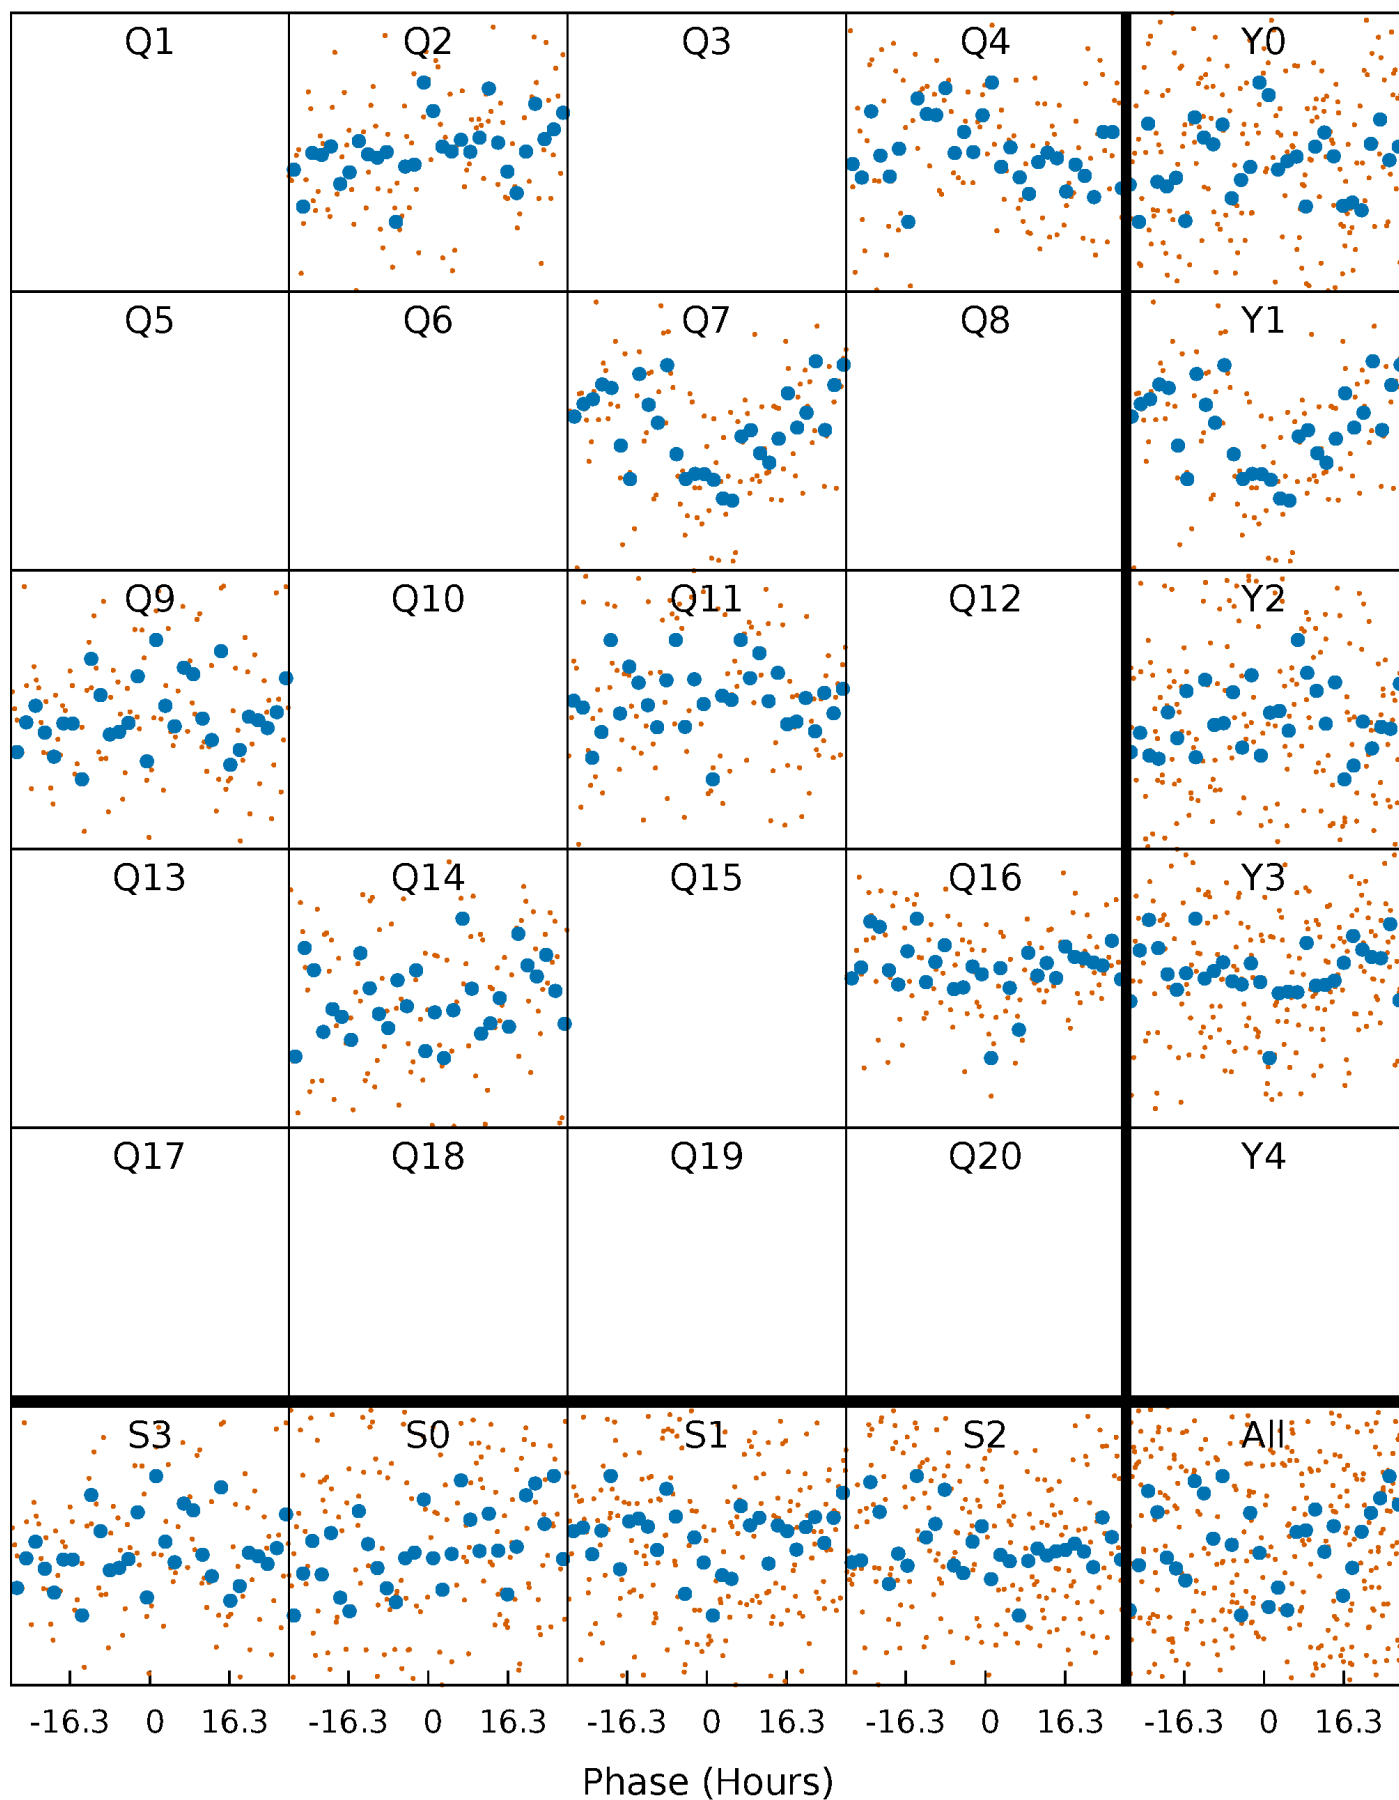 Q1 Q2 Q3 Q4 Y0
Q5 Q6 Q7 Q8 Y1
Q9 Q10 Q11 Q12 Y2
Q13 Q14 Q15 Q16 Y3
Q17 Q18 Q19 Q20 Y4
S3 S0 S1 S2 All
-16.3 0 16.3 -16.3 0 16.3 -16.3 0 16.3 -16.3 0 16.3 -16.3 0 16.3
Phase (Hours)